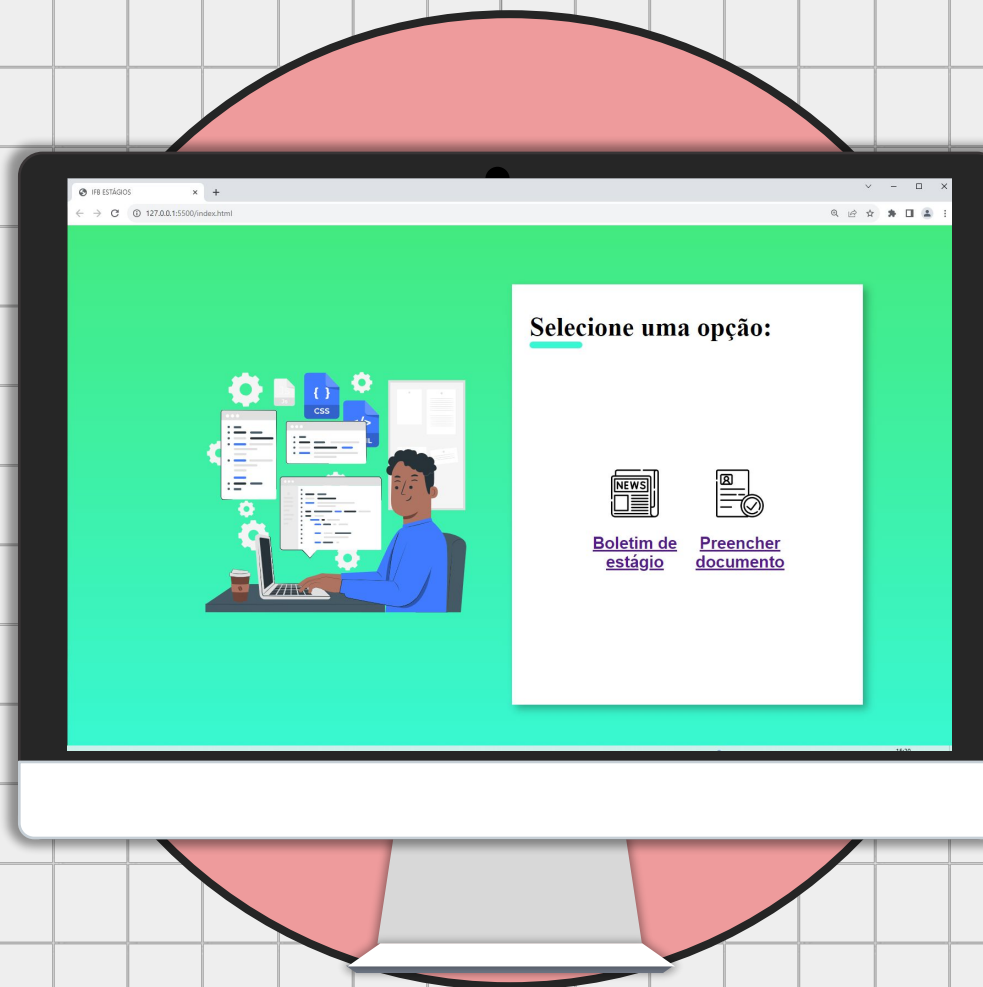 IFB ESTÁGIOS
127.0.0.1:5500/index.html
Selecione uma opção:
{ }
CSS
</>
NEWS
Boletim de
estágio
Preencher
documento